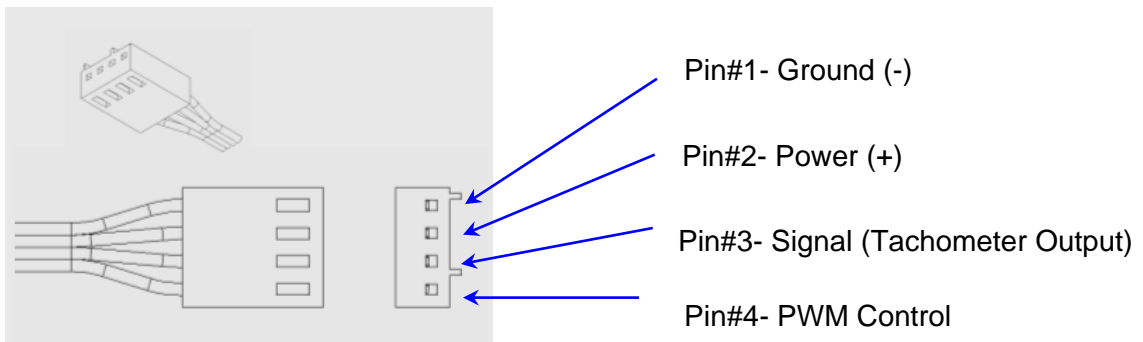 Pin#1- Ground (-)
Pin#2- Power (+)
Pin#3- Signal (Tachometer Output)
Pin#4- PWM Control